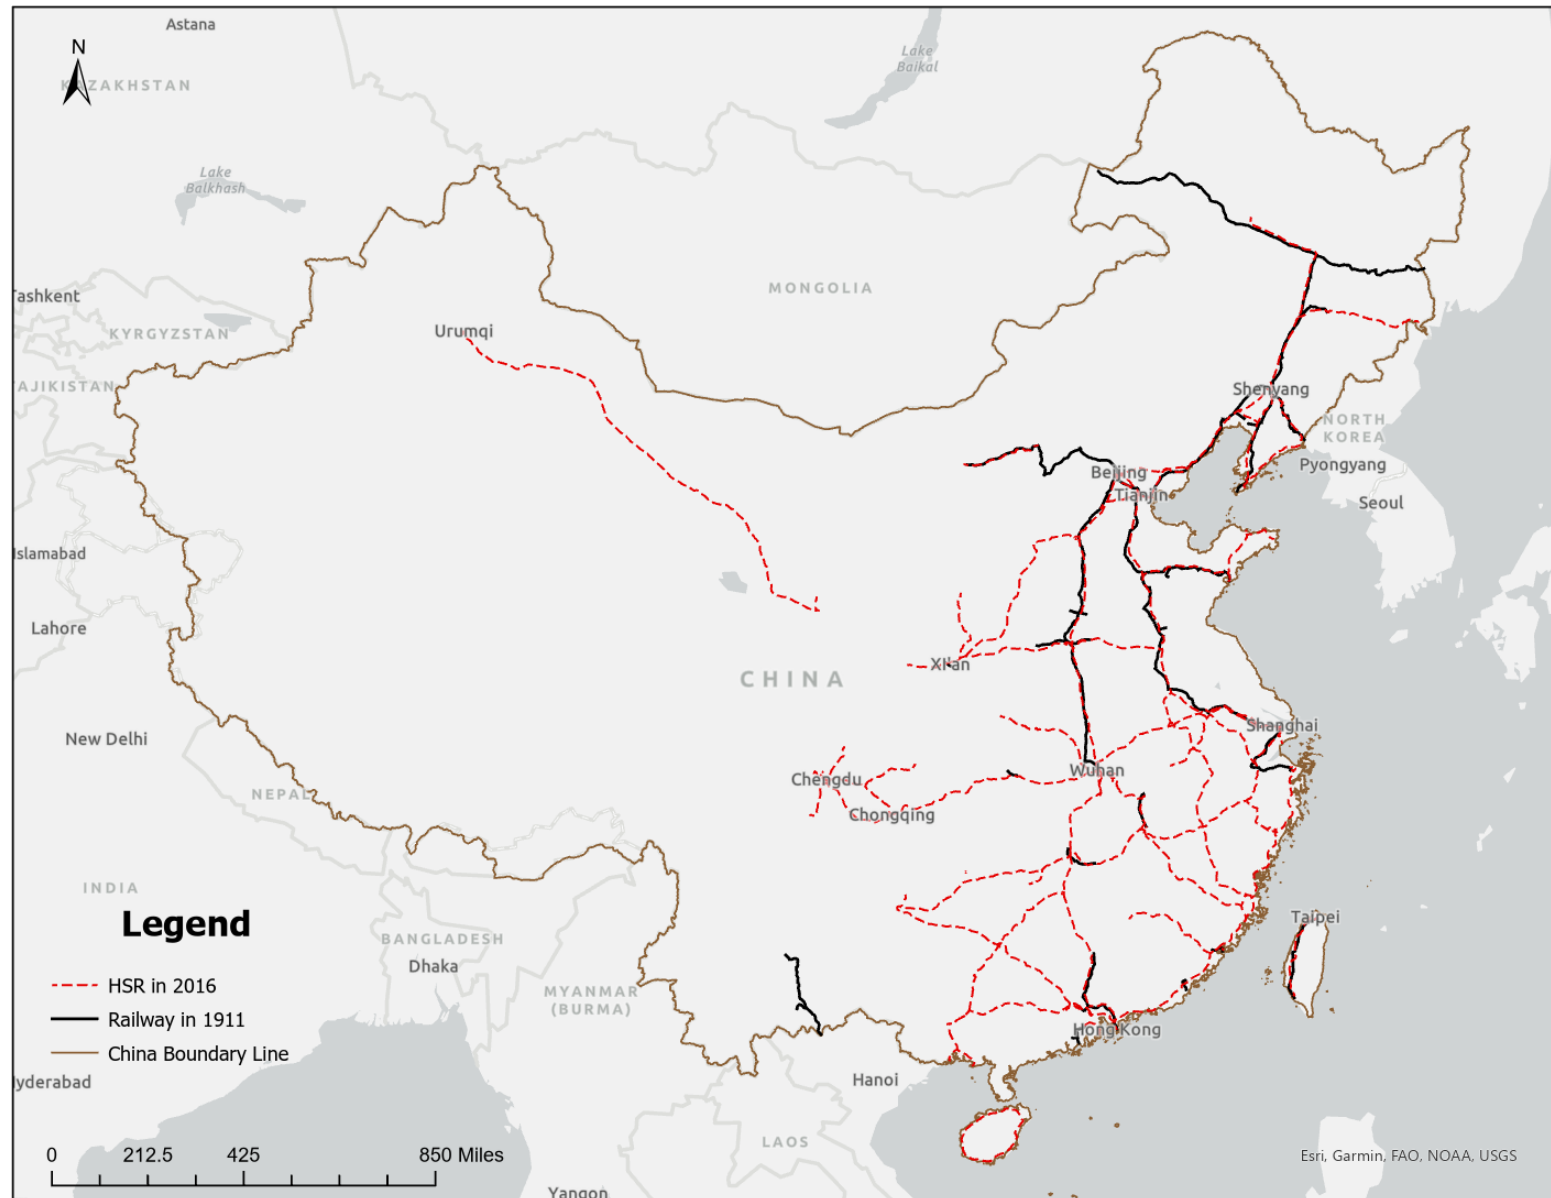 Astana
N
KAZAKHSTAN
Lake
Baikal
Lake
Balkhash
MONGOLIA
Tashkent
KYRGYZSTAN
Urumqi
TAJIKISTAN
Shenyang
NORTH
KOREA
Beijing
Pyongyang
Tianjin
Seoul
Islamabad
Lahore
Xi'an
CHINA
New Delhi
Shanghai
Wuhan
Chengdu
NEPAL
Chongqing
INDIA
Legend
Taipei
BANGLADESH
Dhaka
HSR in 2016
MYANMAR
(BURMA)
Railway in 1911
Hong Kong
China Boundary Line
Hanoi
Hyderabad
LAOS
0 212.5 425 850 Miles
Esri, Garmin, FAO, NOAA, USGS
Yangon